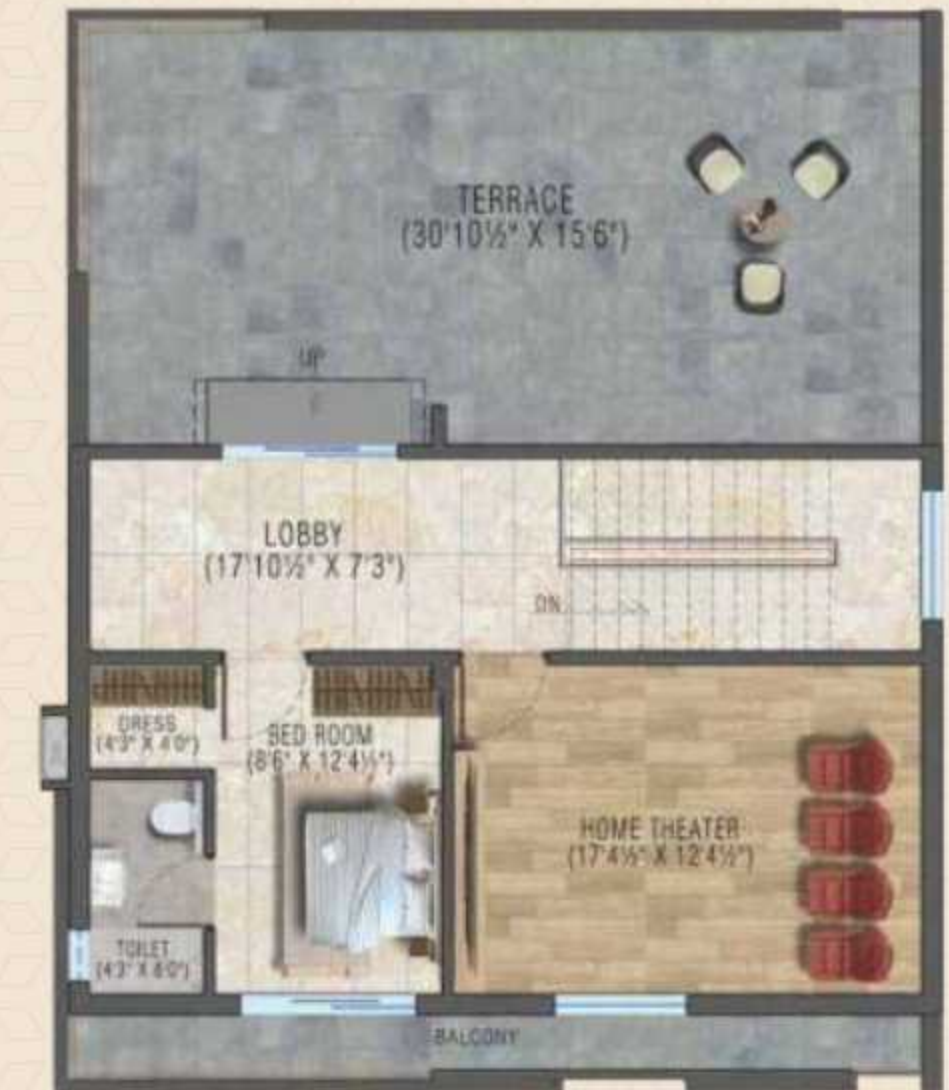 TERRACE
(30'10½" X 15'6")
UP
LOBBY
(17'10½" X 7'3")
DN
DRESS
(4'3" X 4'0")
BED ROOM
(8'6" X 12'4½")
HOME THEATER
(17'4½" X 12'4½")
TOILET
(4'3" X 8'0")
BALCONY